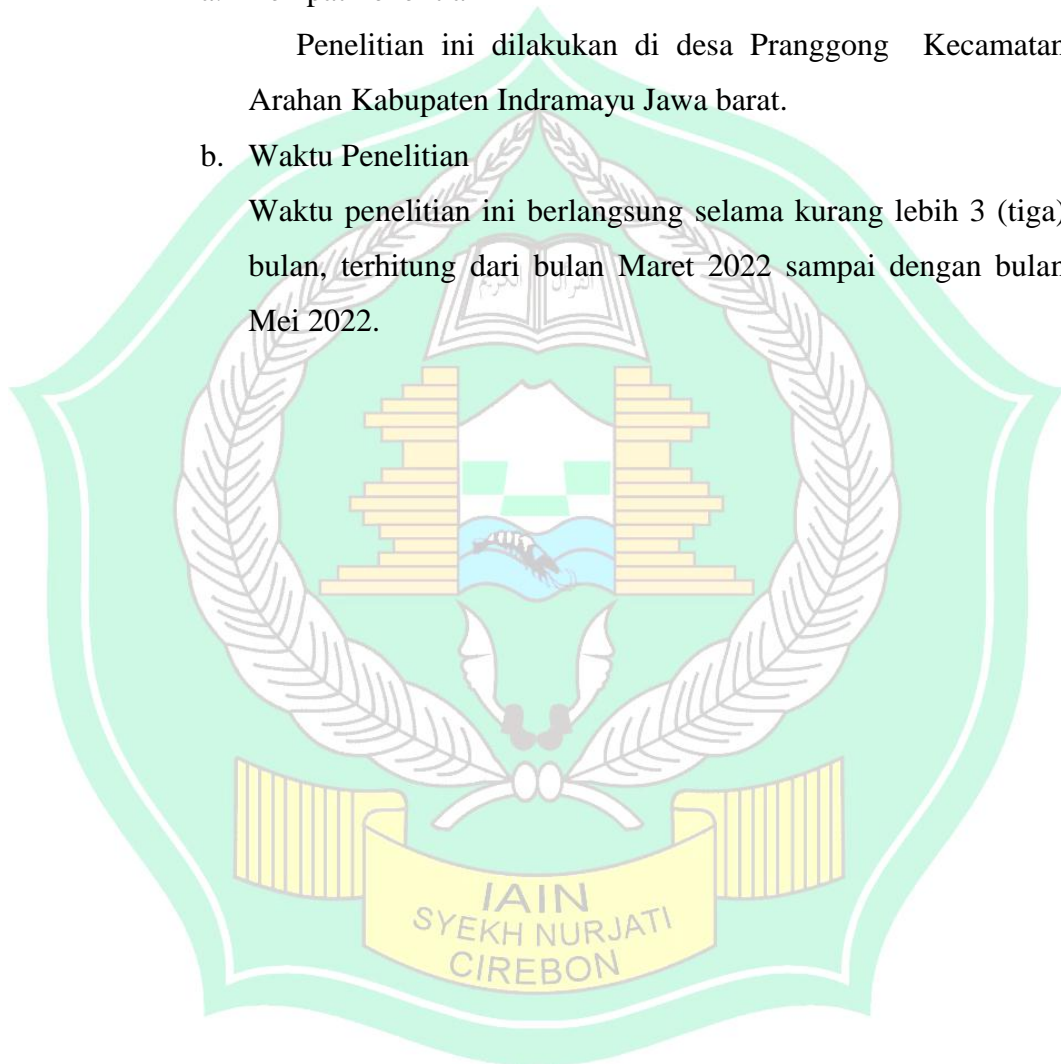 Penelitian ini dilakukan di desa Pranggong Kecamatan
Arahan Kabupaten Indramayu Jawa barat.
b. Waktu Penelitian
Waktu penelitian ini berlangsung selama kurang lebih 3 (tiga)
bulan, terhitung dari bulan Maret 2022 sampai dengan bulan
Mei 2022.
القرآن الكريم
IAIN
SYEKH NURJATI
CIREBON